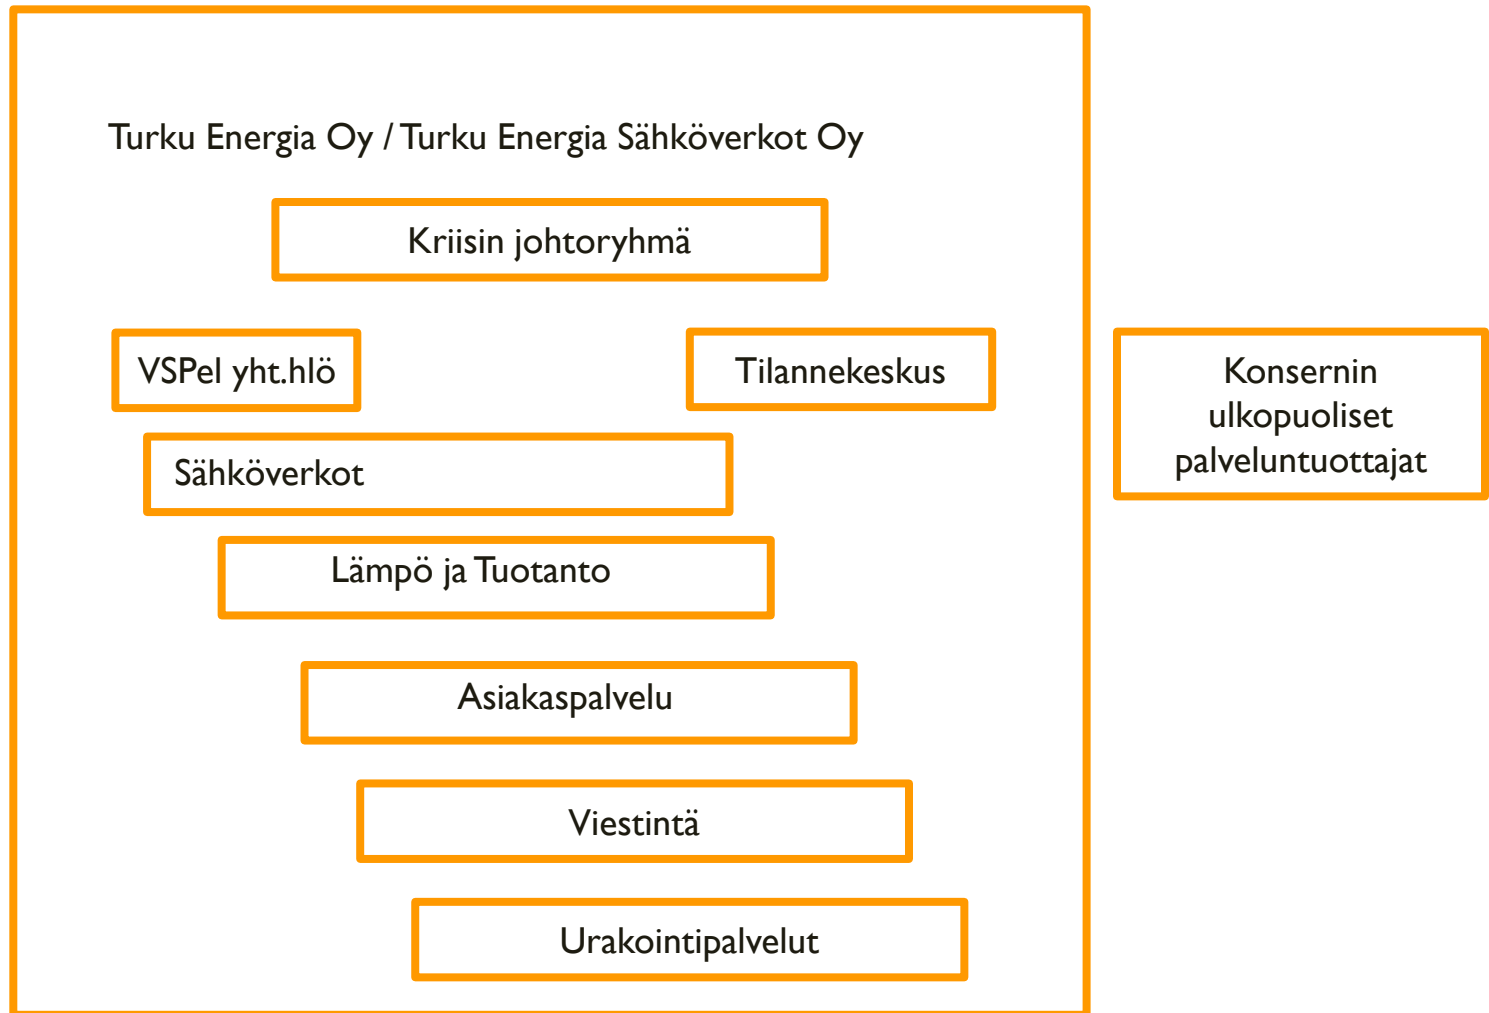 Turku Energia Oy / Turku Energia Sähköverkot Oy
Kriisin johtoryhmä
VSPel yht.hlö
Tilannekeskus
Konsernin
ulkopuoliset
palveluntuottajat
Sähköverkot
Lämpö ja Tuotanto
Asiakaspalvelu
Viestintä
Urakointipalvelut